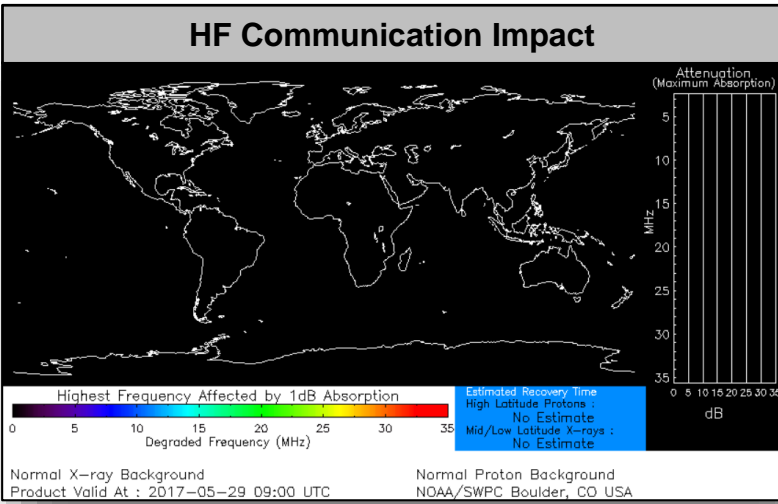 HF Communication Impact
Attenuation
(Maximum Absorption)
5
10
15
20
25
30
35
MHz
0 5 10 15 20 25 30 35
dB
Highest Frequency Affected by 1dB Absorption
0 5 10 15 20 25 30 35
Degraded Frequency (MHz)
Estimated Recovery Time
High Latitude Protons :
No Estimate
Mid/Low Latitude X-rays :
No Estimate
Normal X-ray Background
Normal Proton Background
Product Valid At : 2017-05-29 09:00 UTC
NOAA/SWPC Boulder, CO USA